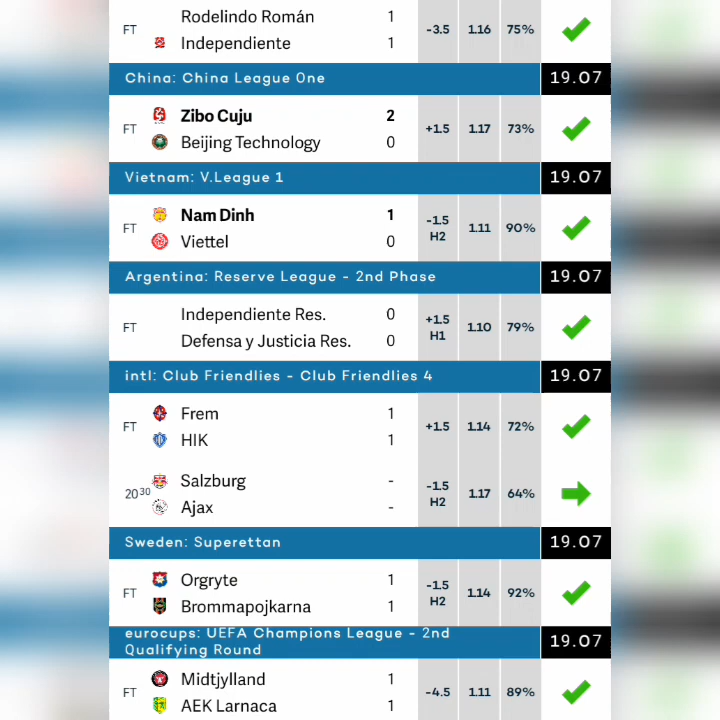 Rodelindo Román 1
FT -3.5 1.16 75%
Independiente 1
China: China League One 19.07
Zibo Cuju 2
FT +1.5 1.17 73%
Beijing Technology 0
Vietnam: V.League 1 19.07
Nam Dinh 1
FT -1.5 H2 1.11 90%
Viettel 0
Argentina: Reserve League - 2nd Phase 19.07
Independiente Res. 0
FT +1.5 H1 1.10 79%
Defensa y Justicia Res. 0
intl: Club Friendlies - Club Friendlies 4 19.07
Frem 1
FT +1.5 1.14 72%
HIK 1
Salzburg -
20 30 -1.5 H2 1.17 64%
Ajax -
Sweden: Superettan 19.07
Orgryte 1
FT -1.5 H2 1.14 92%
Brommapojkarna 1
eurocups: UEFA Champions League - 2nd
Qualifying Round 19.07
Midtjylland 1
FT -4.5 1.11 89%
AEK Larnaca 1